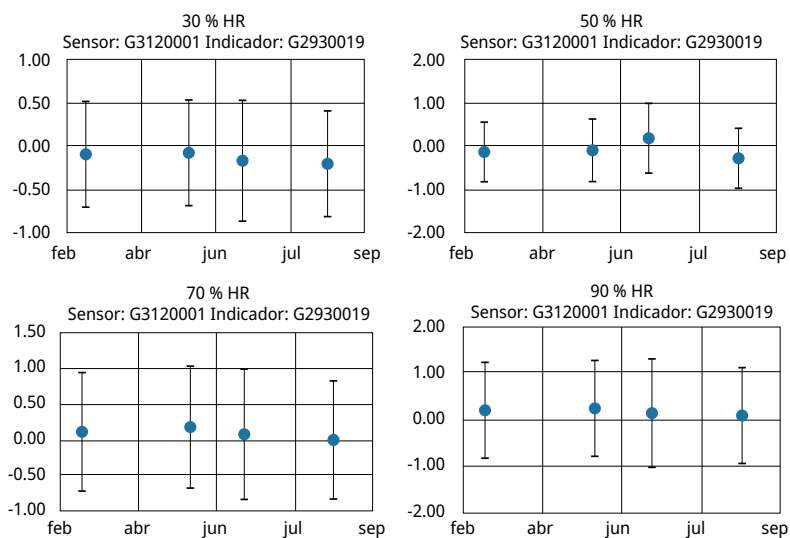 30 % HR
Sensor: G3120001 Indicador: G2930019
1.00
0.50
0.00
-0.50
-1.00
feb abr jun jul sep
50 % HR
Sensor: G3120001 Indicador: G2930019
2.00
1.00
0.00
-1.00
-2.00
feb abr jun jul sep
70 % HR
Sensor: G3120001 Indicador: G2930019
1.50
1.00
0.50
0.00
-0.50
-1.00
feb abr jun jul sep
90 % HR
Sensor: G3120001 Indicador: G2930019
2.00
1.00
0.00
-1.00
-2.00
feb abr jun jul sep